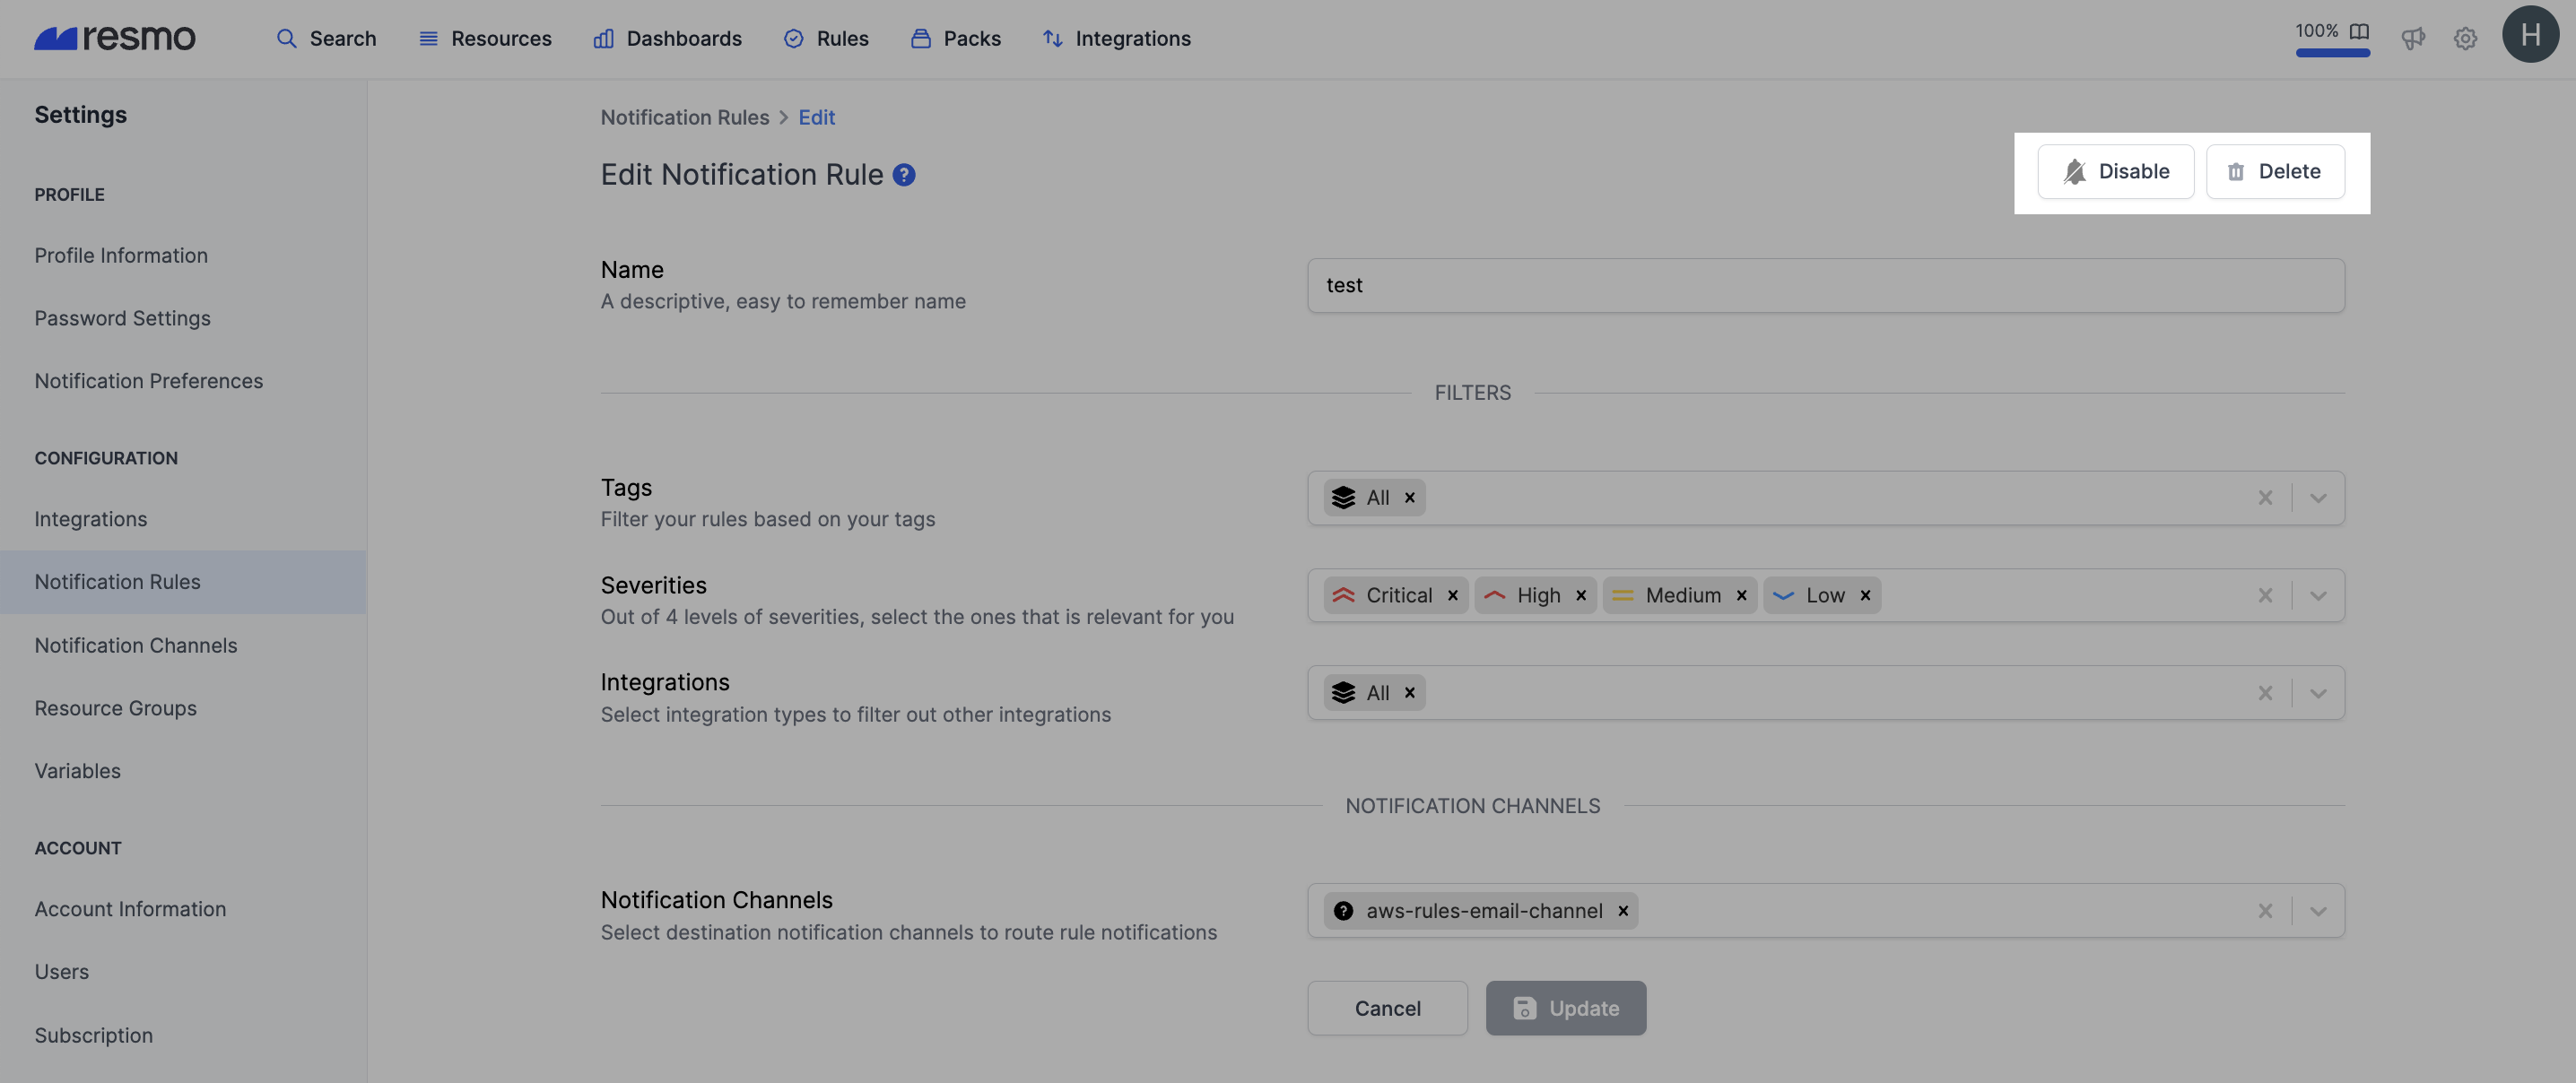 resmo
Search
Resources
Dashboards
Rules
Packs
Integrations
100%
H
Settings
PROFILE
Profile Information
Password Settings
Notification Preferences
CONFIGURATION
Integrations
Notification Rules
Notification Channels
Resource Groups
Variables
ACCOUNT
Account Information
Users
Subscription
Notification Rules > Edit
Edit Notification Rule ?
Disable
Delete
Name
A descriptive, easy to remember name
test
FILTERS
Tags
Filter your rules based on your tags
All
Severities
Out of 4 levels of severities, select the ones that is relevant for you
Critical
High
Medium
Low
Integrations
Select integration types to filter out other integrations
All
NOTIFICATION CHANNELS
Notification Channels
Select destination notification channels to route rule notifications
? aws-rules-email-channel
Cancel
Update